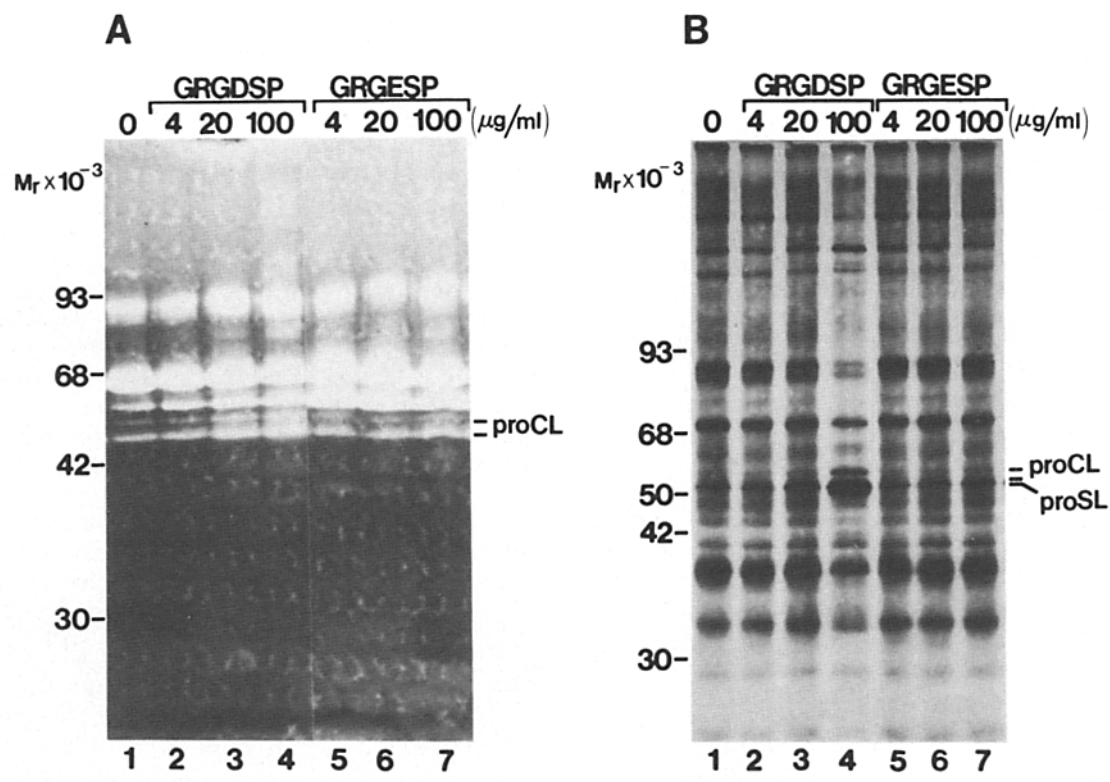 A
GRGDSP GRGESP
0 4 20 100 4 20 100 (μg/ml)
Mr×10⁻³
93-
68-
proCL
42-
30-
1 2 3 4 5 6 7
B
GRGDSP GRGESP
0 4 20 100 4 20 100 (μg/ml)
Mr×10⁻³
93-
68-
proCL
50-
proSL
42-
30-
1 2 3 4 5 6 7